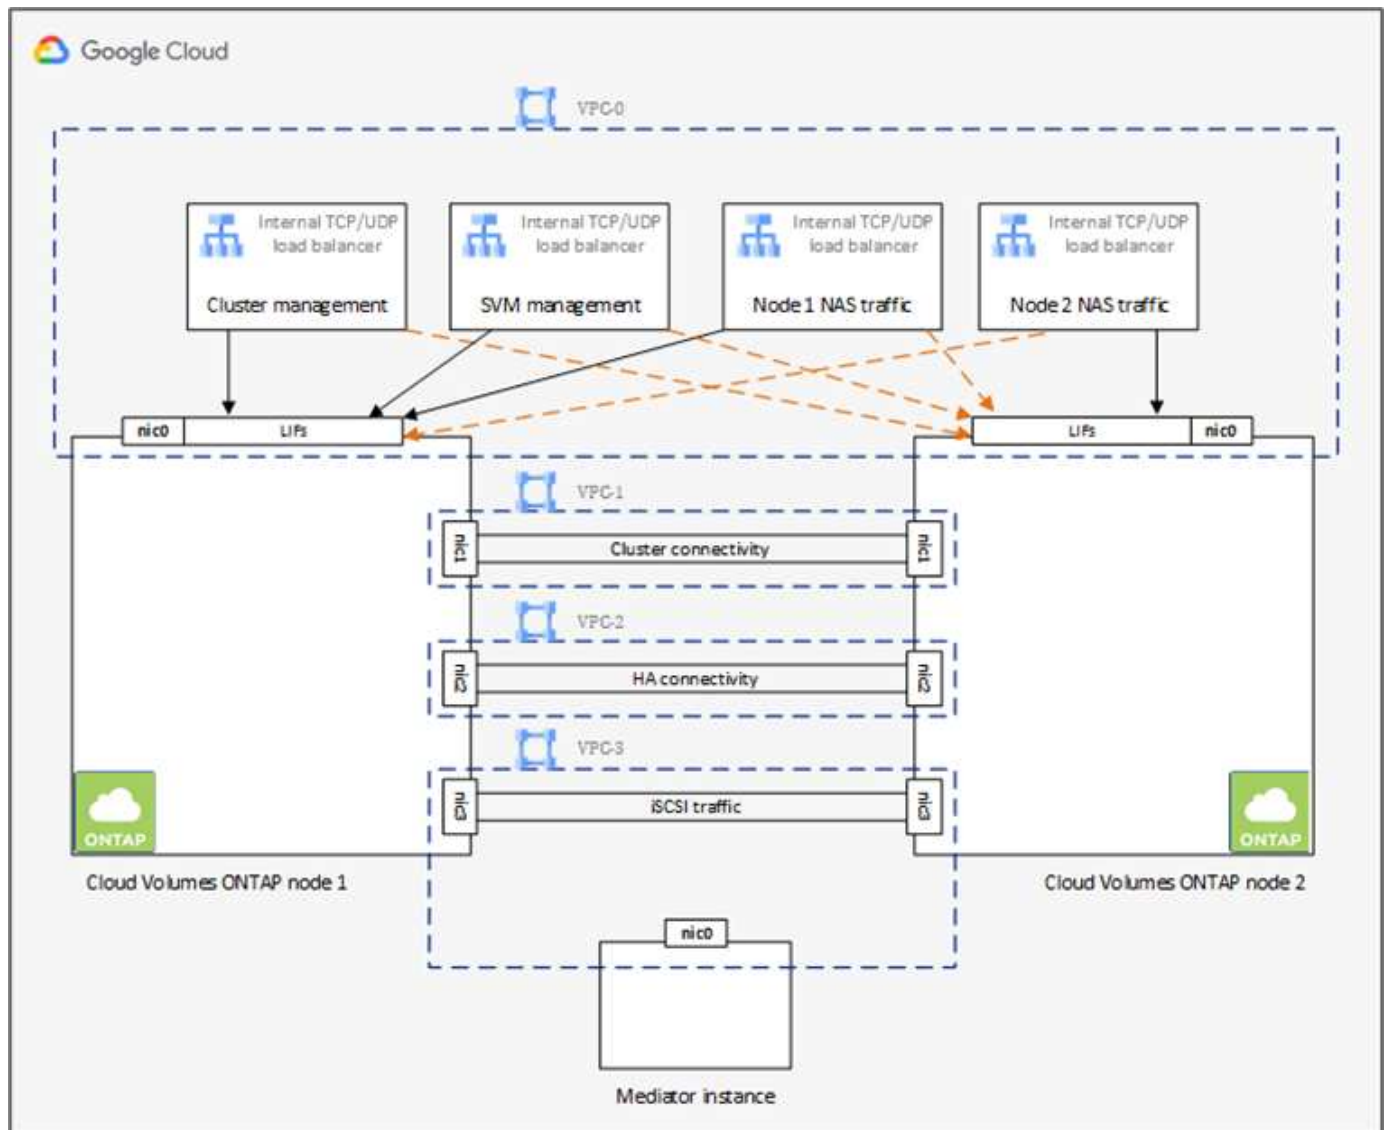 Google Cloud
VPC-0
Internal TCP/UDP
load balancer
Cluster management
Internal TCP/UDP
load balancer
SVM management
Internal TCP/UDP
load balancer
Node 1 NAS traffic
Internal TCP/UDP
load balancer
Node 2 NAS traffic
nic0
LIFs
LIFs
nic0
VPC-1
nic1
Cluster connectivity
nic1
VPC-2
nic2
HA connectivity
nic2
VPC-3
nic3
iSCSI traffic
nic3
ONTAP
ONTAP
Cloud Volumes ONTAP node 1
Cloud Volumes ONTAP node 2
nic0
Mediator instance